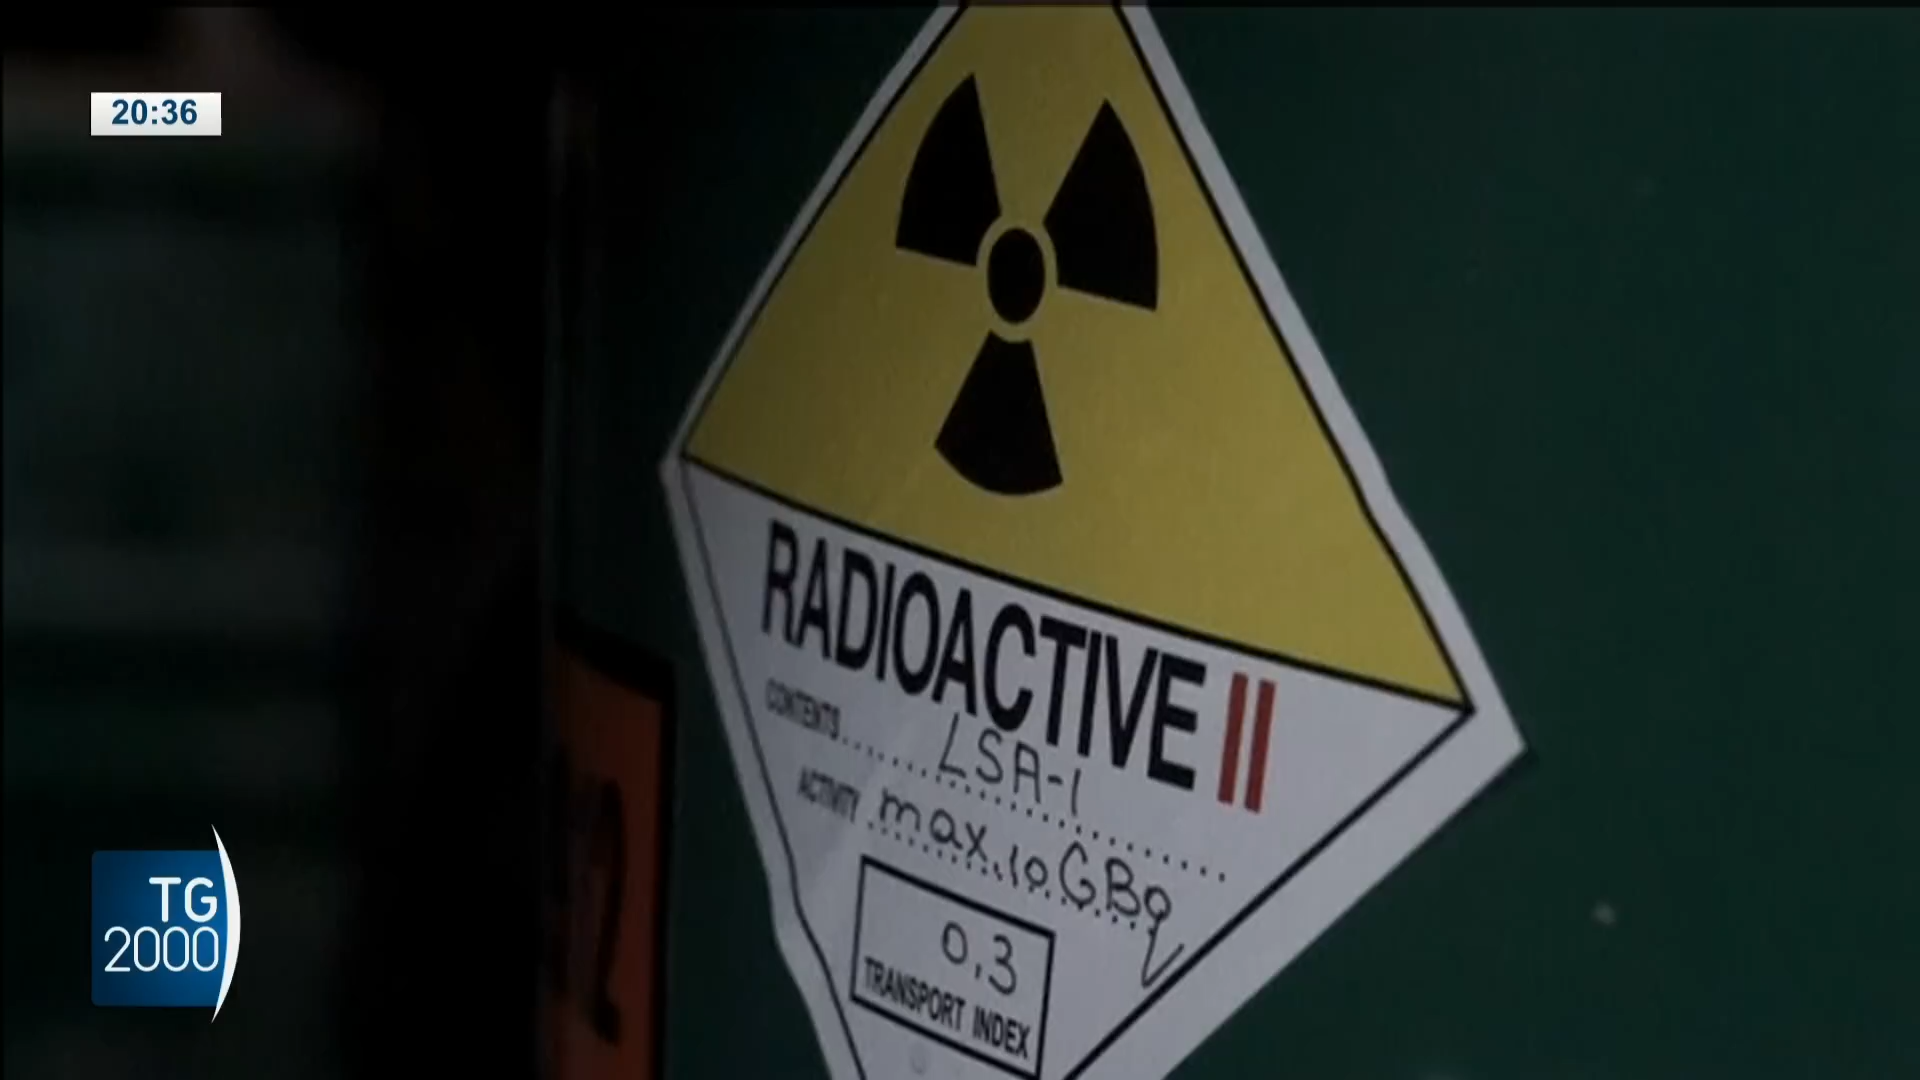 20:36
RADIOACTIVE II
CONTENTS........LSA-1
ACTIVITY max.10GBq
0,3
TRANSPORT INDEX
TG
2000